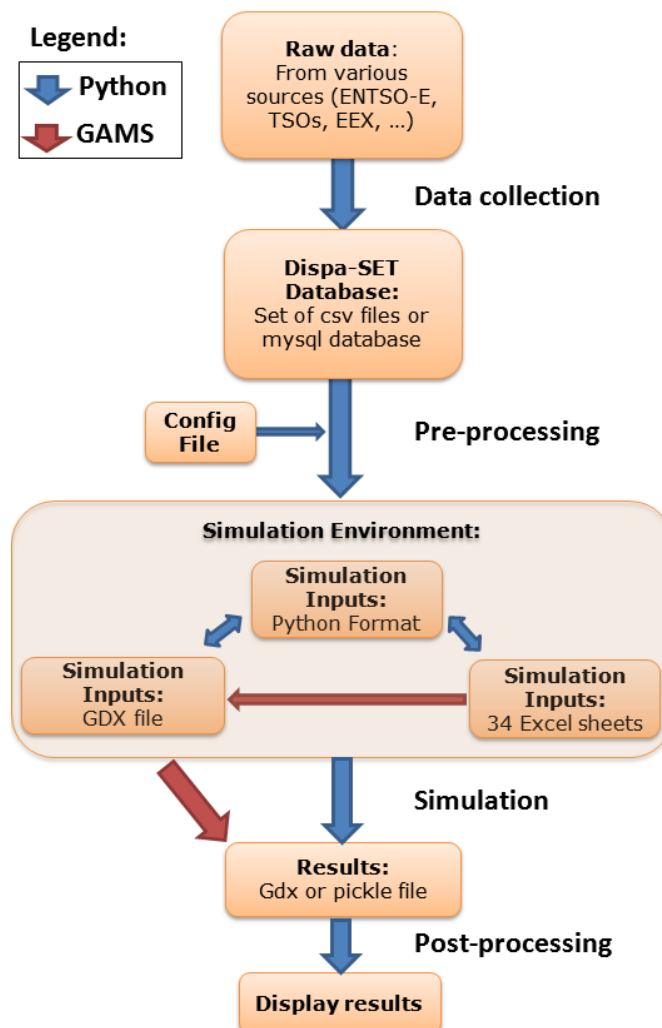 Legend:
Python
GAMS
Raw data:
From various
sources (ENTSO-E,
TSOs, EEX, ...)
Data collection
Dispa-SET
Database:
Set of csv files or
mysql database
Config
File
Pre-processing
Simulation Environment:
Simulation
Inputs:
Python Format
Simulation
Inputs:
GDX file
Simulation
Inputs:
34 Excel sheets
Simulation
Results:
Gdx or pickle file
Post-processing
Display results